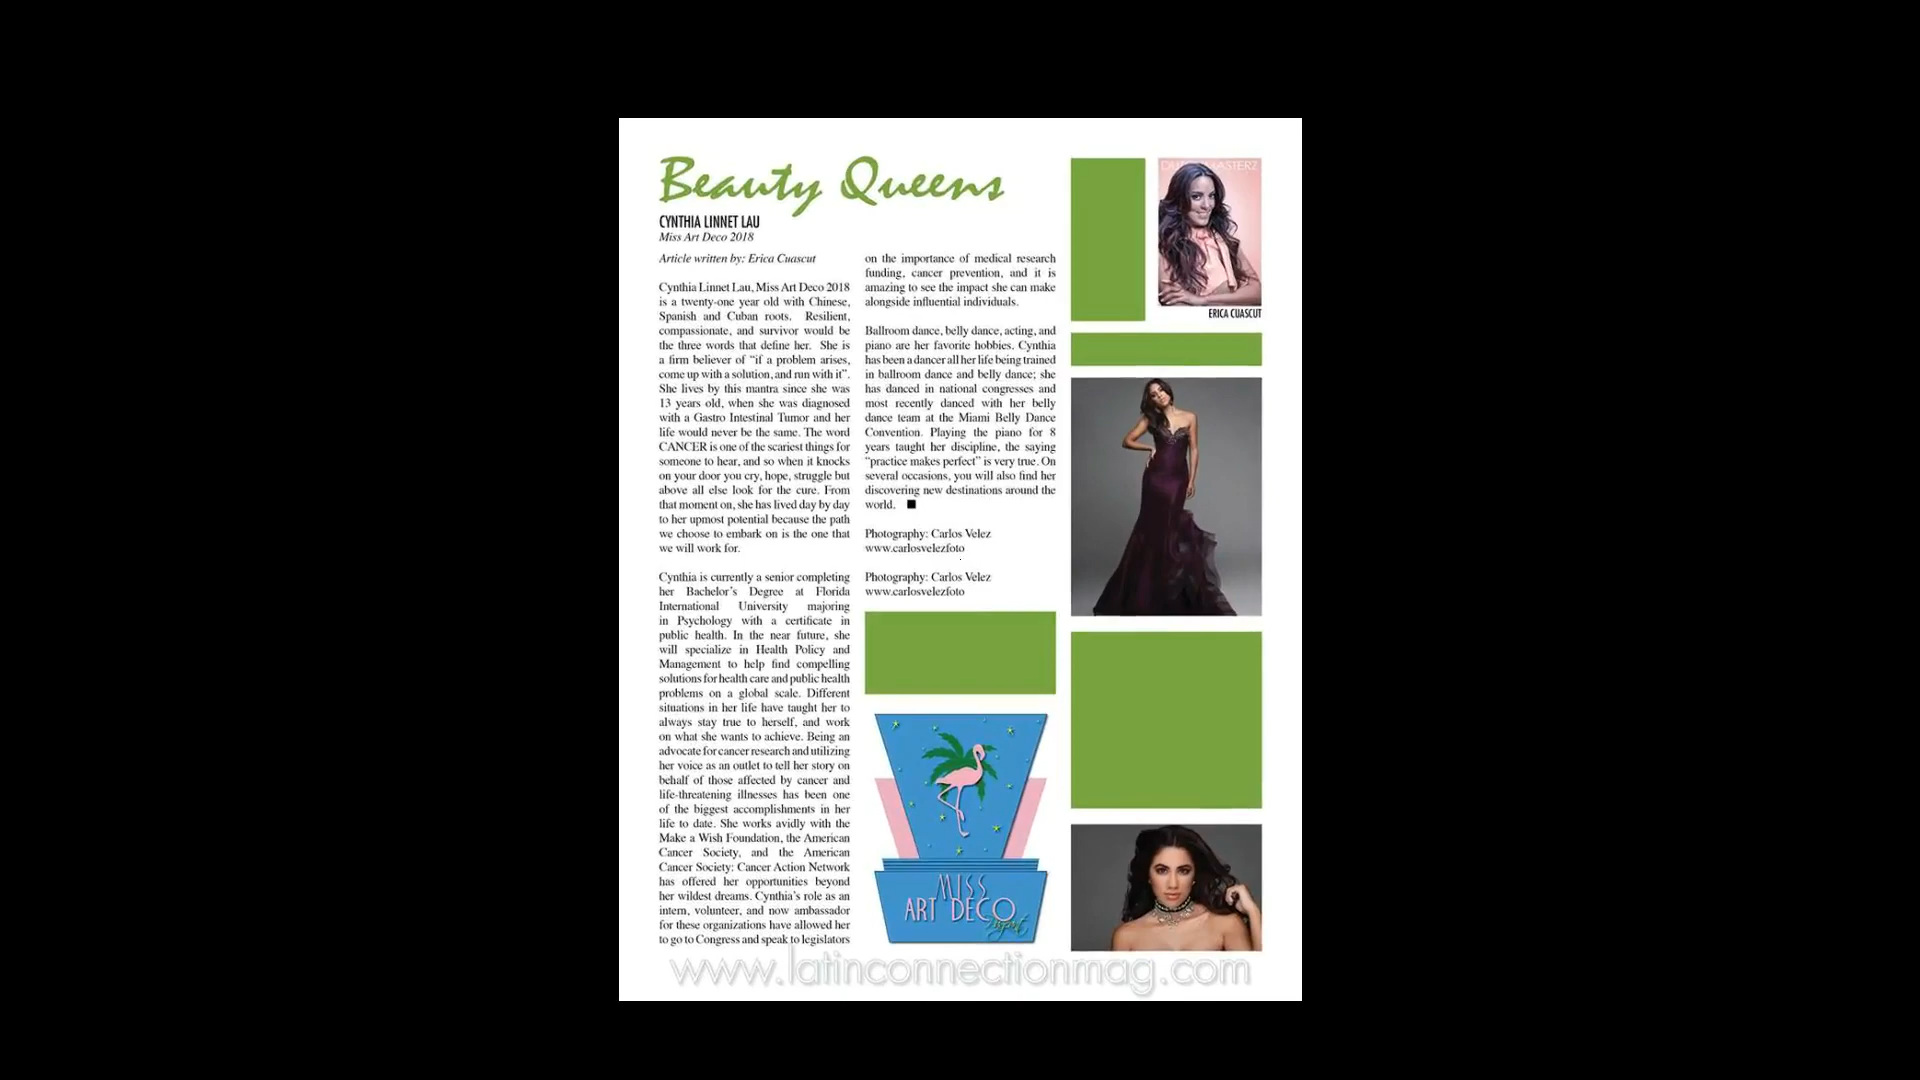 Beauty Queens
CYNTHIA LINNET LAU
Miss Art Deco 2018
Article written by: Erica Cuascut
Cynthia Linnet Lau, Miss Art Deco 2018
is a twenty-one year old with Chinese,
Spanish and Cuban roots. Resilient,
compassionate, and survivor would be
the three words that define her. She is
a firm believer of “if a problem arises,
come up with a solution, and run with it”.
She lives by this mantra since she was
13 years old, when she was diagnosed
with a Gastro Intestinal Tumor and her
life would never be the same. The word
CANCER is one of the scariest things for
someone to hear, and so when it knocks
on your door you cry, hope, struggle but
above all else look for the cure. From
that moment on, she has lived day by day
to her upmost potential because the path
we choose to embark on is the one that
we will work for.
Cynthia is currently a senior completing
her Bachelor’s Degree at Florida
International University majoring
in Psychology with a certificate in
public health. In the near future, she
will specialize in Health Policy and
Management to help find compelling
solutions for health care and public health
problems on a global scale. Different
situations in her life have taught her to
always stay true to herself, and work
on what she wants to achieve. Being an
advocate for cancer research and utilizing
her voice as an outlet to tell her story on
behalf of those affected by cancer and
life-threatening illnesses has been one
of the biggest accomplishments in her
life to date. She works avidly with the
Make a Wish Foundation, the American
Cancer Society, and the American
Cancer Society: Cancer Action Network
has offered her opportunities beyond
her wildest dreams. Cynthia’s role as an
intern, volunteer, and now ambassador
for these organizations have allowed her
to go to Congress and speak to legislators
on the importance of medical research
funding, cancer prevention, and it is
amazing to see the impact she can make
alongside influential individuals.
Ballroom dance, belly dance, acting, and
piano are her favorite hobbies. Cynthia
has been a dancer all her life being trained
in ballroom dance and belly dance; she
has danced in national congresses and
most recently danced with her belly
dance team at the Miami Belly Dance
Convention. Playing the piano for 8
years taught her discipline, the saying
“practice makes perfect” is very true. On
several occasions, you will also find her
discovering new destinations around the
world.
Photography: Carlos Velez
www.carlosvelezfoto
Photography: Carlos Velez
www.carlosvelezfoto
MISS
ART DECO
ERICA CUASCUT
www.latinconnectionmag.com